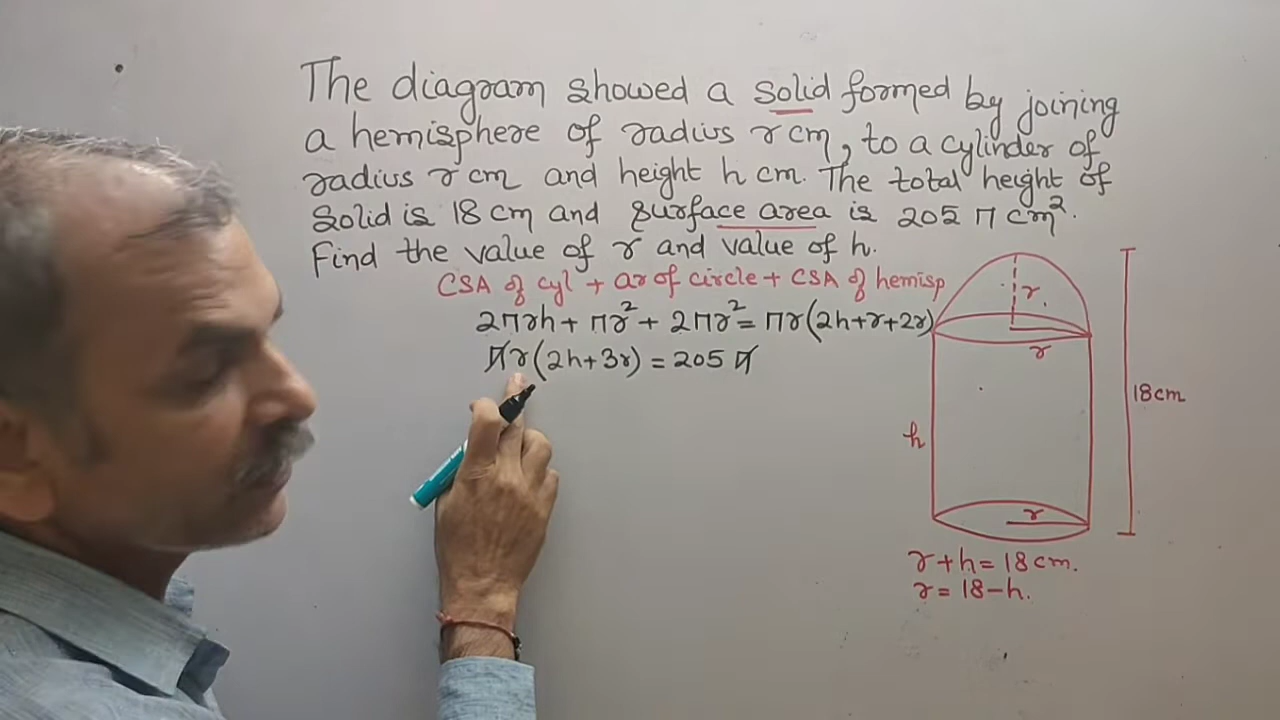 The diagram showed a solid formed by joining
a hemisphere of radius r cm, to a cylinder of
radius r cm and height h cm. The total height of
solid is 18 cm and surface area is 205 π cm².
Find the value of r and value of h.
CSA of cyl + ar of circle + CSA of hemisp
2πrh + πr² + 2πr² = πr(2h+r+2r)
πr(2h+3r) = 205 π
r.
r
18cm
h
r
r+h = 18cm.
r = 18-h.